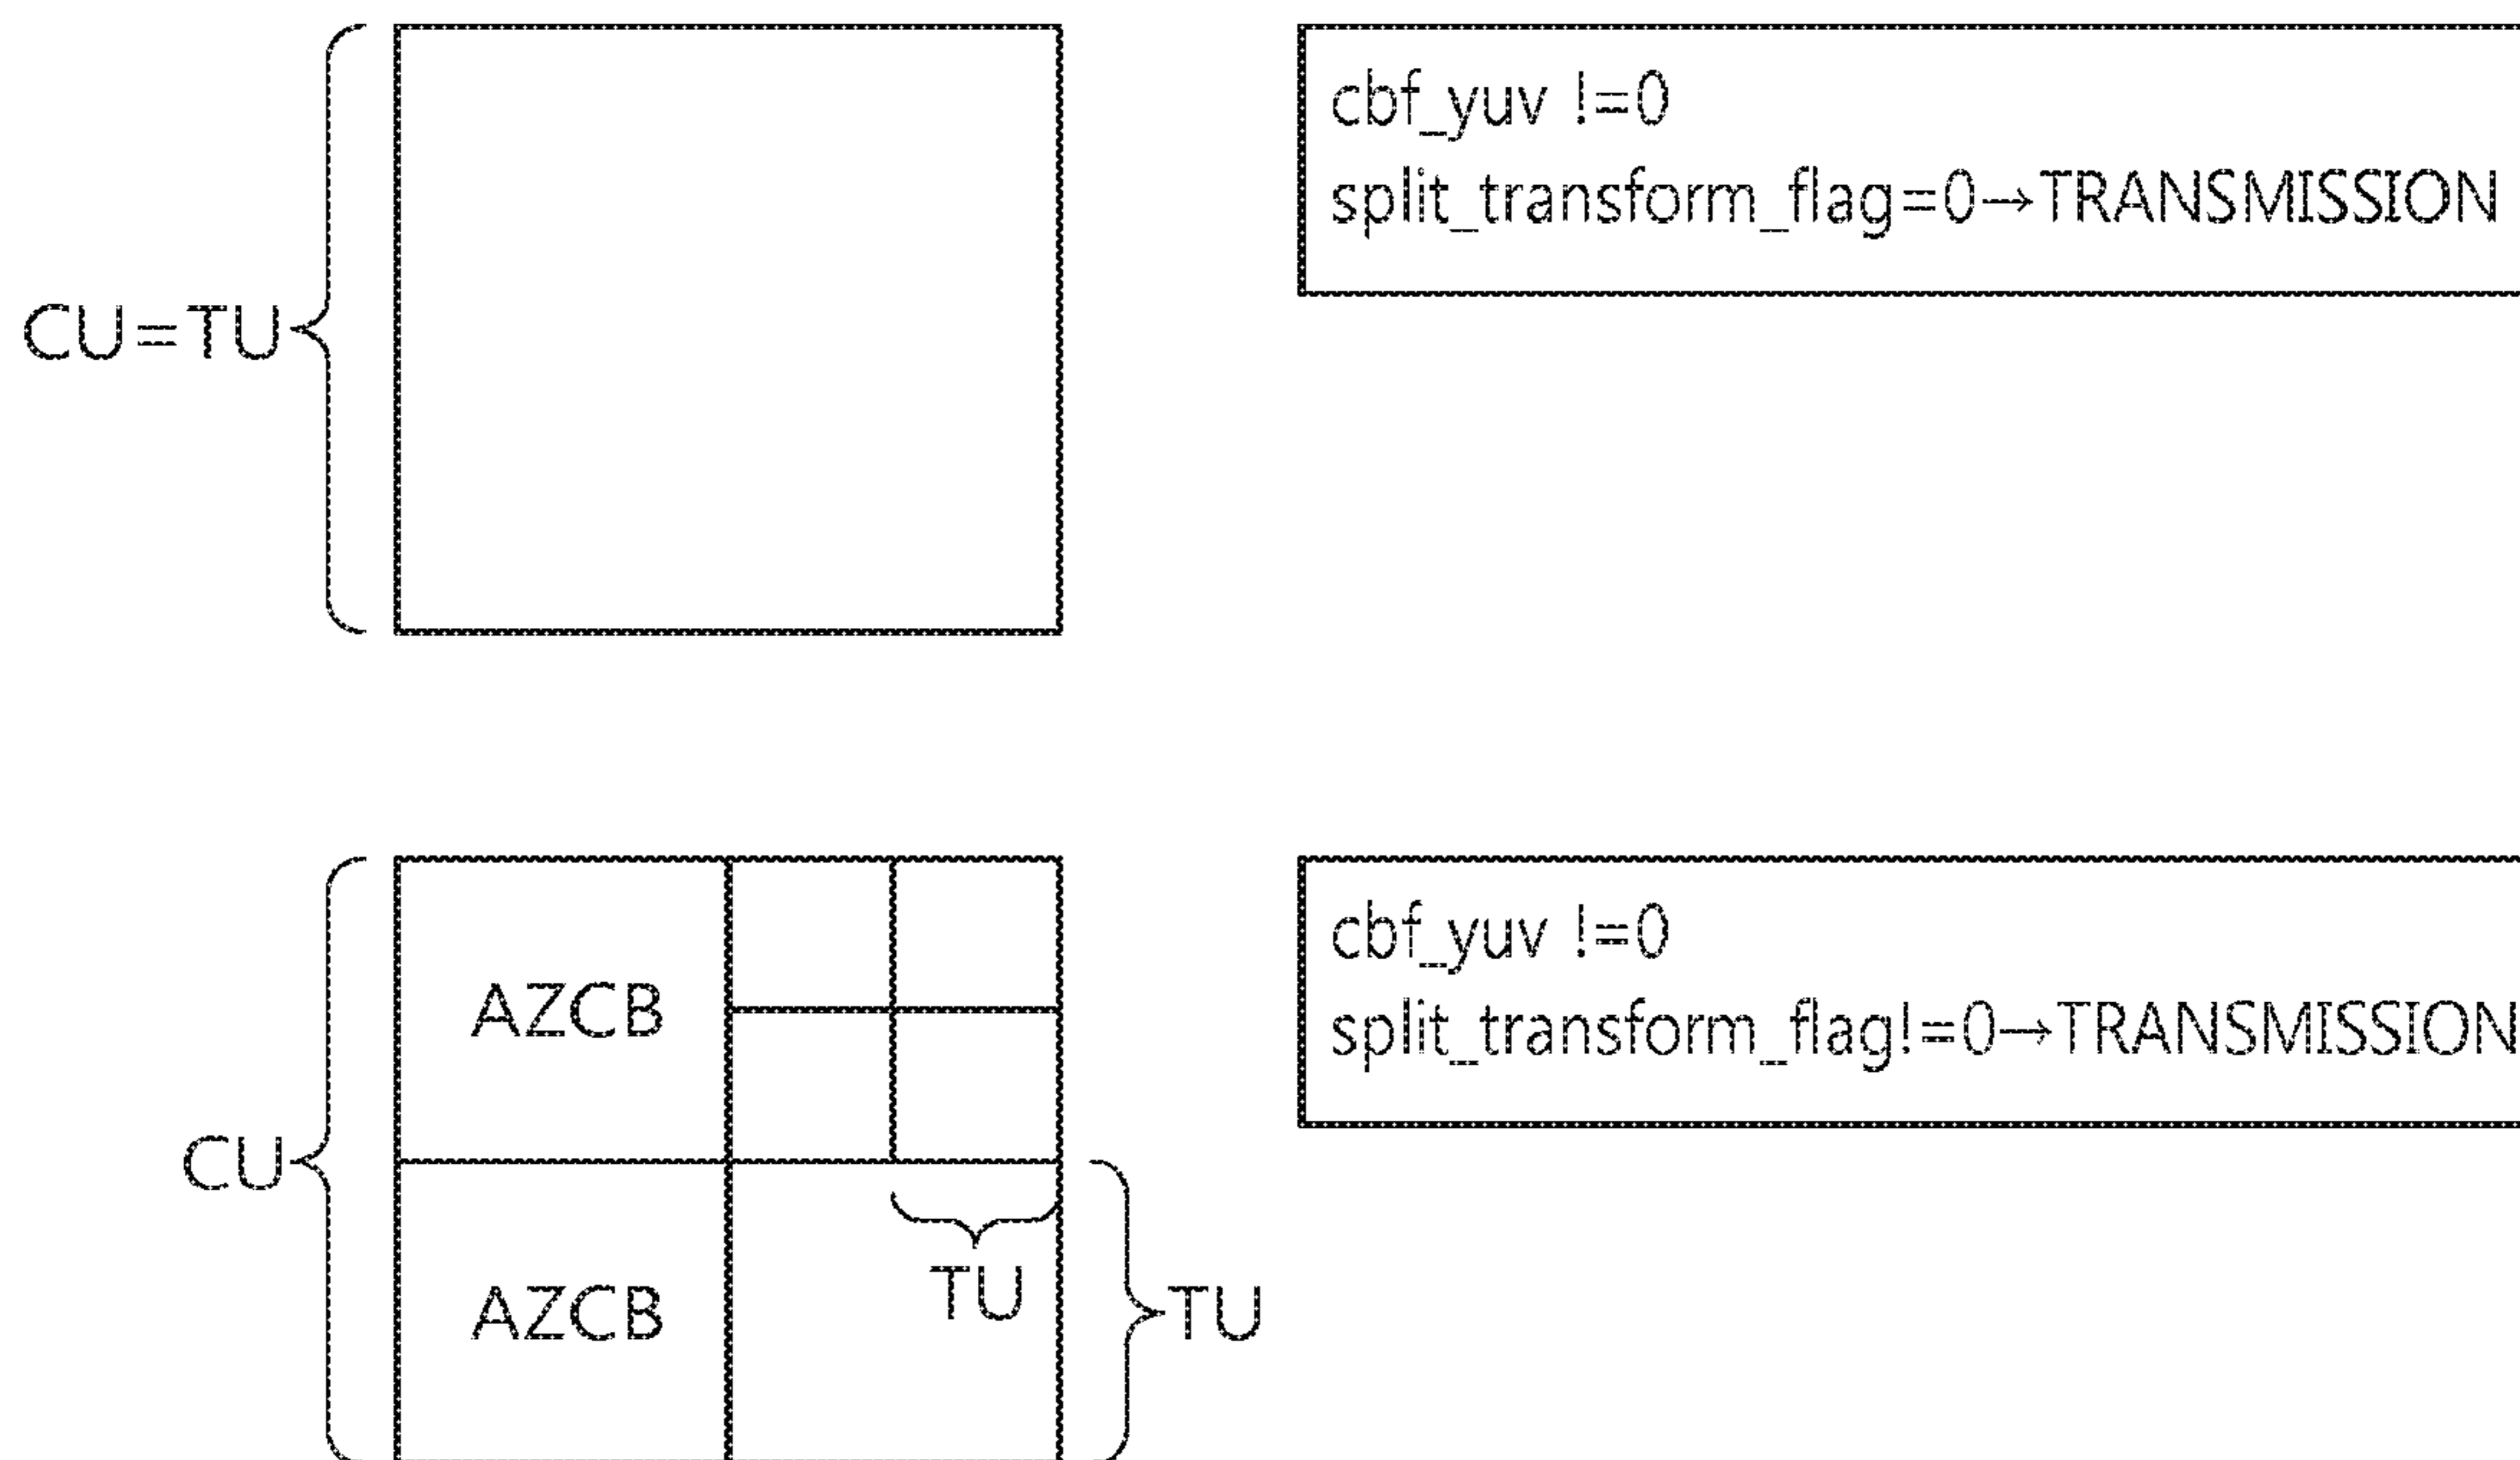 cbf_yuv !=0
split_transform_flag=0→TRANSMISSION
CU=TU
cbf_yuv !=0
split_transform_flag!=0→TRANSMISSION
AZCB
CU
TU
AZCB
TU